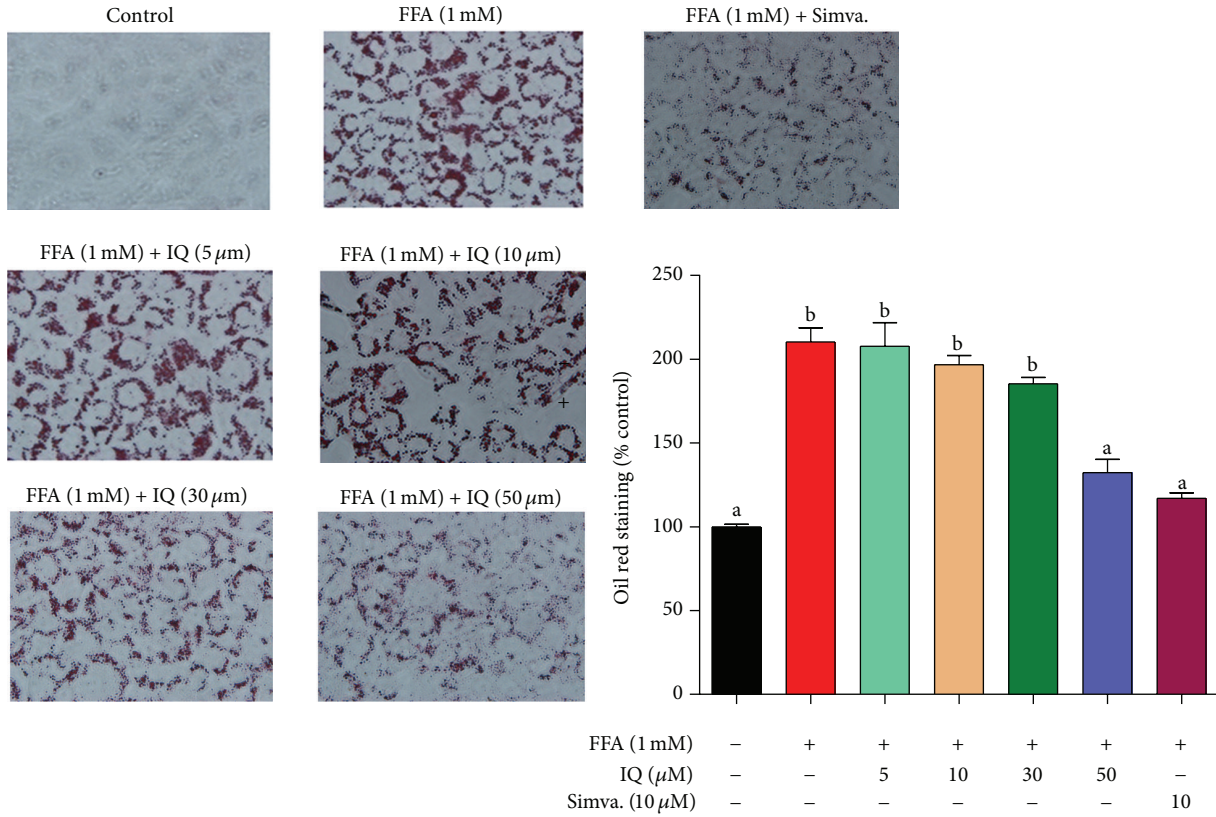 Control
FFA (1 mM)
FFA (1 mM) + Simva.
FFA (1 mM) + IQ (5 μm)
FFA (1 mM) + IQ (10 μm)
+
FFA (1 mM) + IQ (30 μm)
FFA (1 mM) + IQ (50 μm)
Oil red staining (% control)
250
200
150
100
50
0
a
b
b
b
b
a
a
FFA (1 mM) − + + + + + +
IQ (μM) − − 5 10 30 50 −
Simva. (10 μM) − − − − − − 10